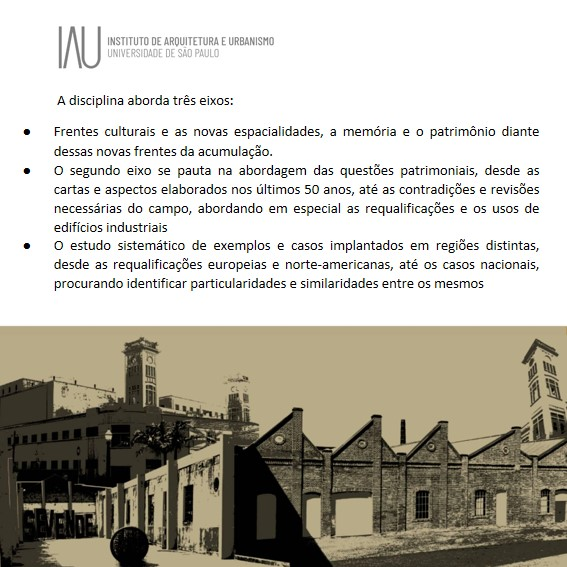 IAU INSTITUTO DE ARQUITETURA E URBANISMO
UNIVERSIDADE DE SÃO PAULO
A disciplina aborda três eixos:
● Frentes culturais e as novas espacialidades, a memória e o patrimônio diante
dessas novas frentes da acumulação.
● O segundo eixo se pauta na abordagem das questões patrimoniais, desde as
cartas e aspectos elaborados nos últimos 50 anos, até as contradições e revisões
necessárias do campo, abordando em especial as requalificações e os usos de
edifícios industriais
● O estudo sistemático de exemplos e casos implantados em regiões distintas,
desde as requalificações europeias e norte-americanas, até os casos nacionais,
procurando identificar particularidades e similaridades entre os mesmos